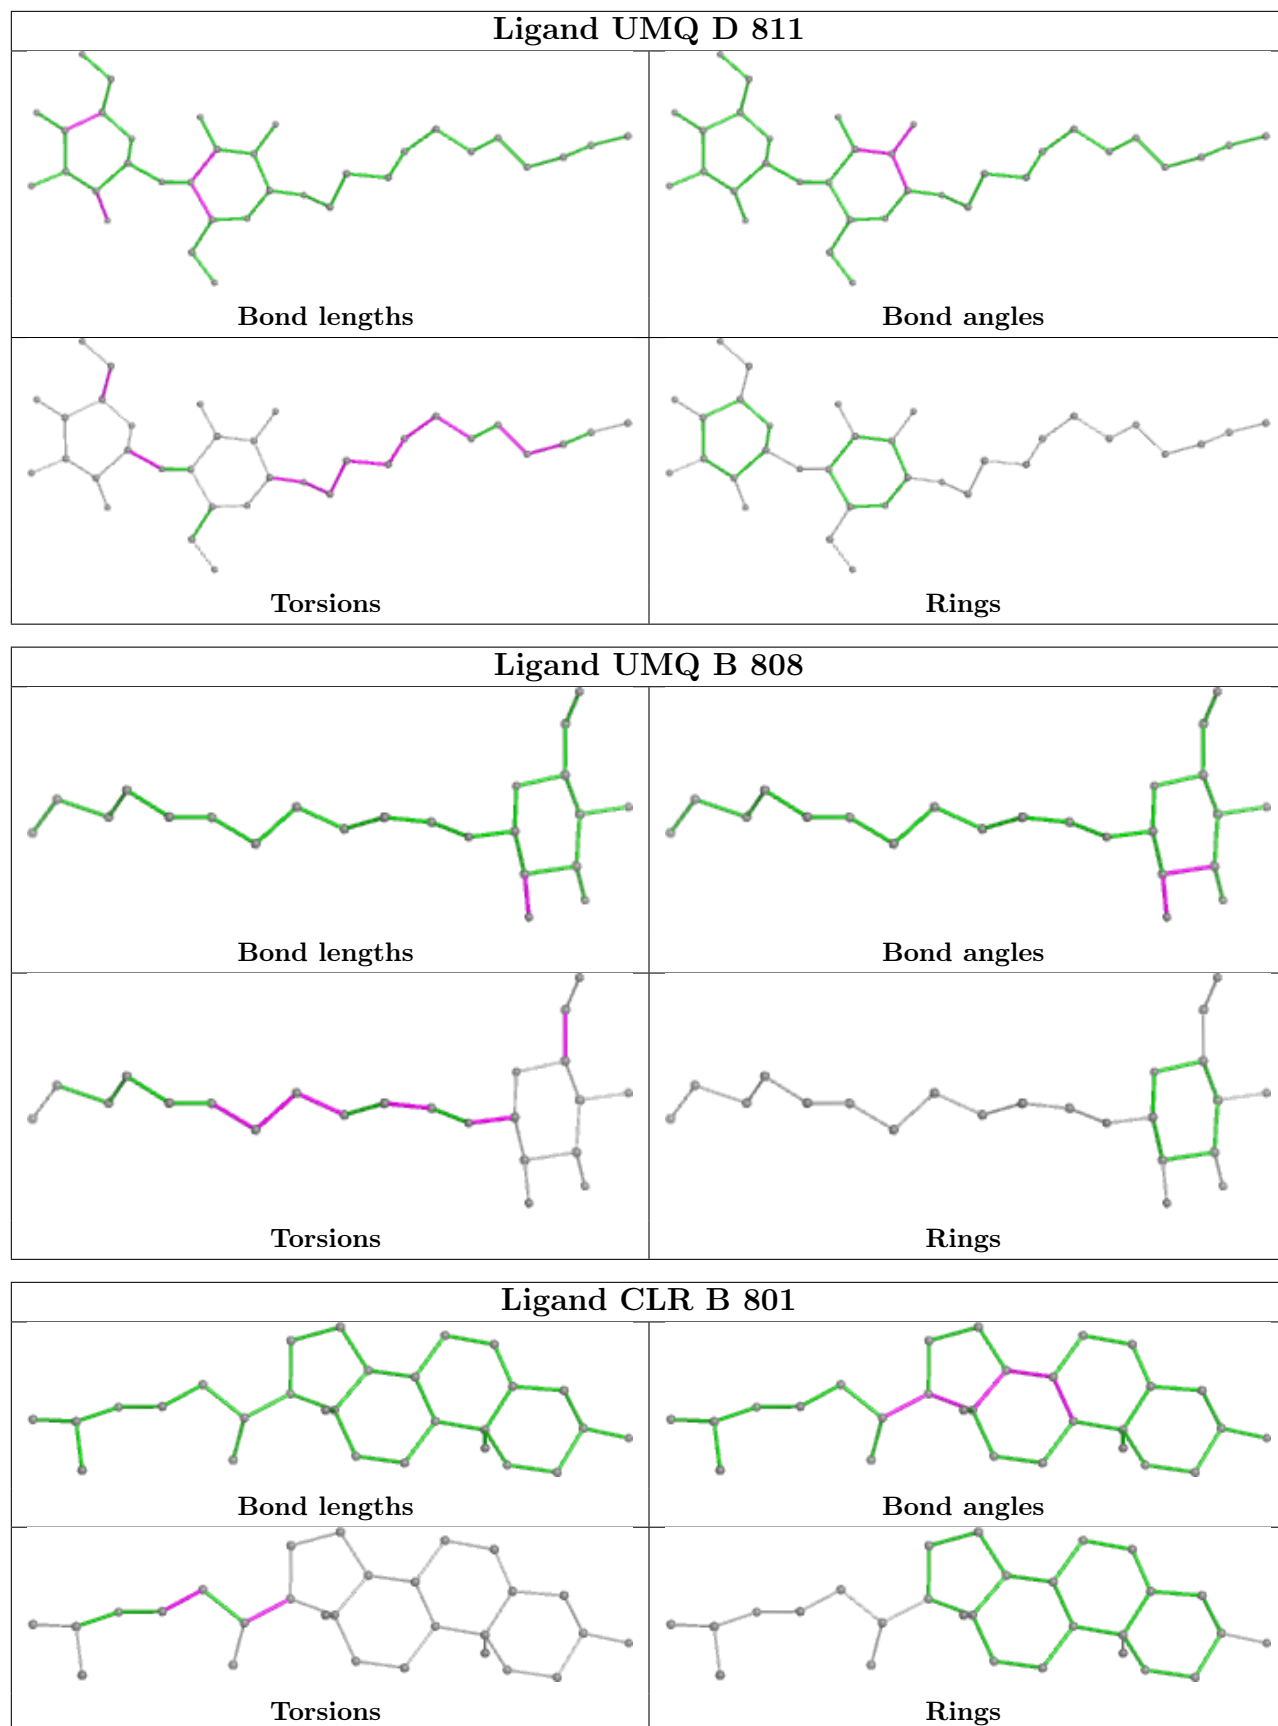 Ligand UMQ D 811
Bond lengths
Bond angles
Torsions
Rings
Ligand UMQ B 808
Bond lengths
Bond angles
Torsions
Rings
Ligand CLR B 801
Bond lengths
Bond angles
Torsions
Rings